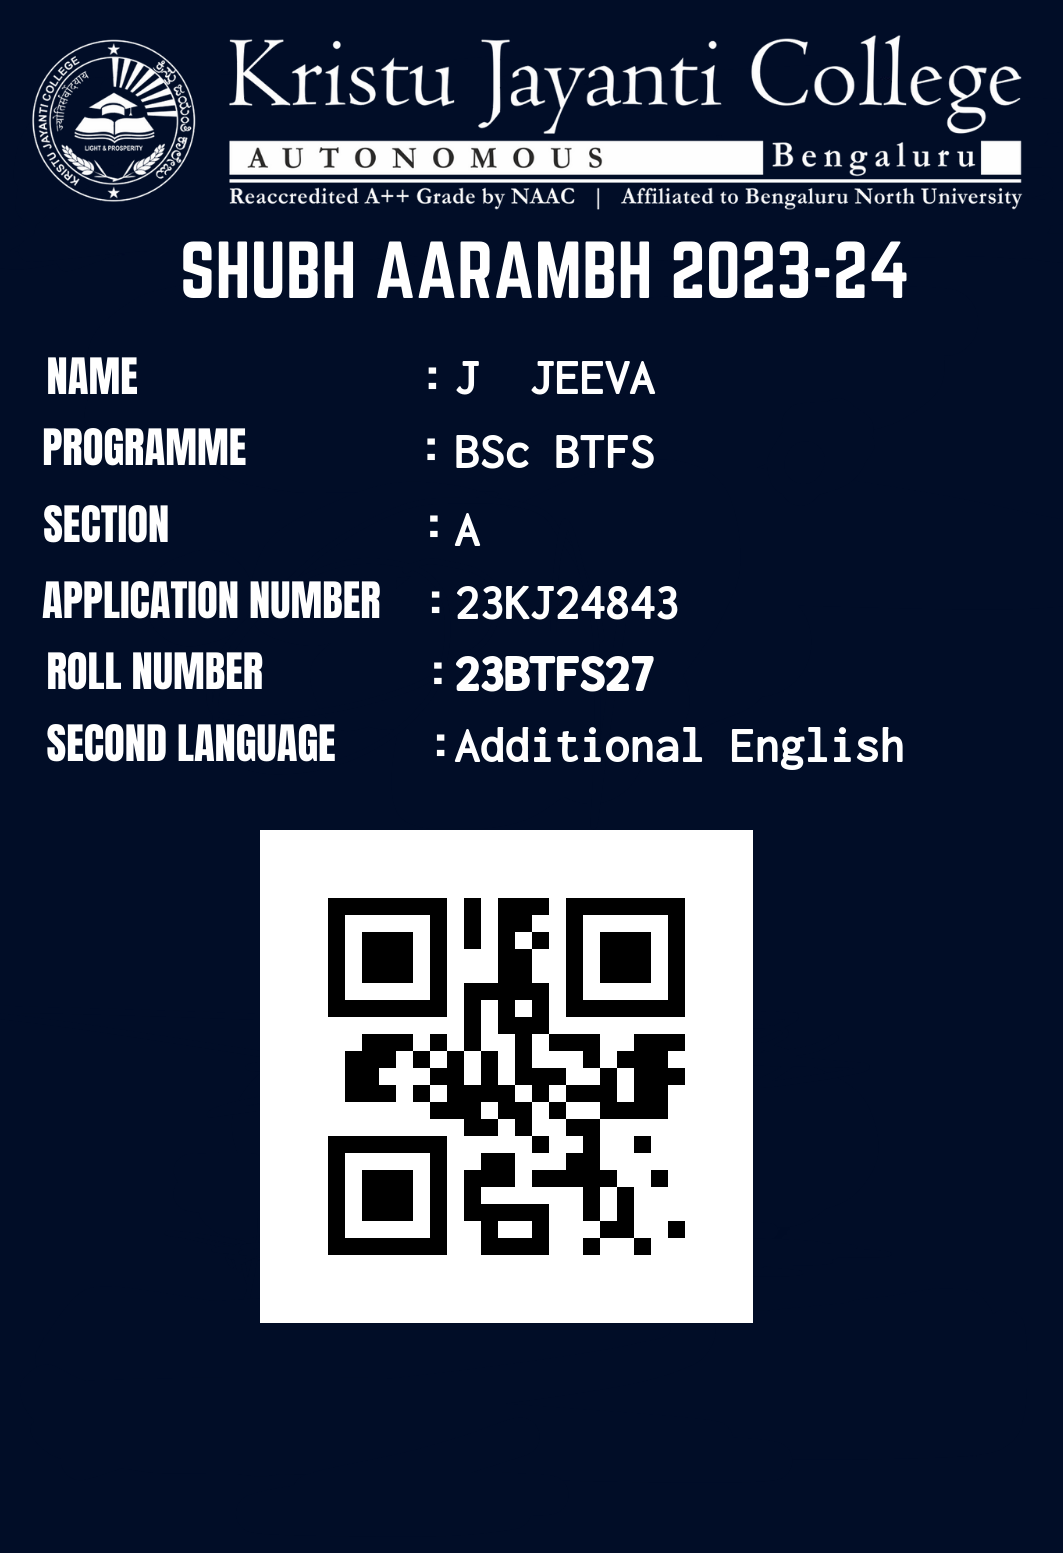 KRISTU JAYANTI COLLEGE
LIGHT & PROSPERITY
Kristu Jayanti College
AUTONOMOUS Bengaluru
Reaccredited A++ Grade by NAAC | Affiliated to Bengaluru North University
SHUBH AARAMBH 2023-24
NAME : J JEEVA
PROGRAMME : BSc BTFS
SECTION : A
APPLICATION NUMBER : 23KJ24843
ROLL NUMBER : 23BTFS27
SECOND LANGUAGE : Additional English